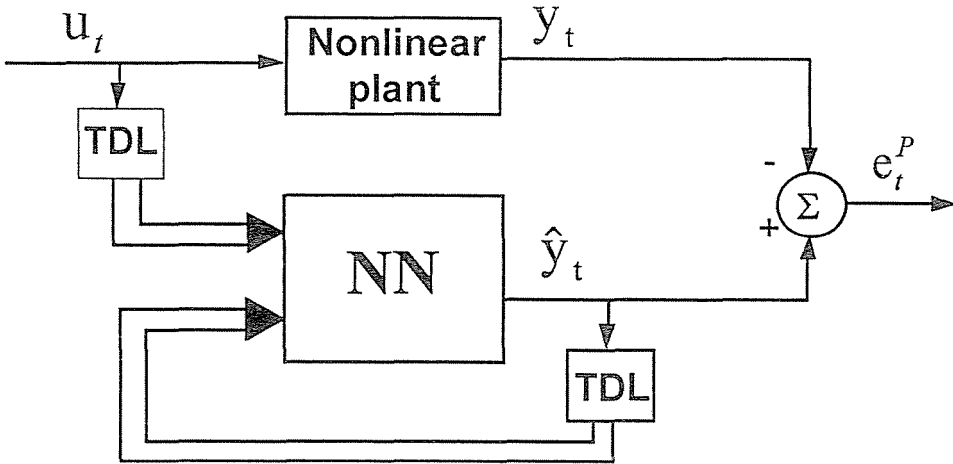 u_t
Nonlinear
plant
y_t
TDL
-
e_t^P
Σ
+
NN
ŷ_t
TDL